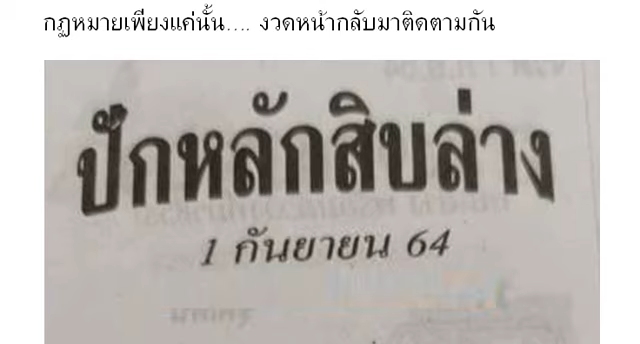 กฎหมายเพียงแค่นั้น.... งวดหน้ากลับมาติดตามกัน
ปักหลักสิบล่าง
1 กันยายน 64